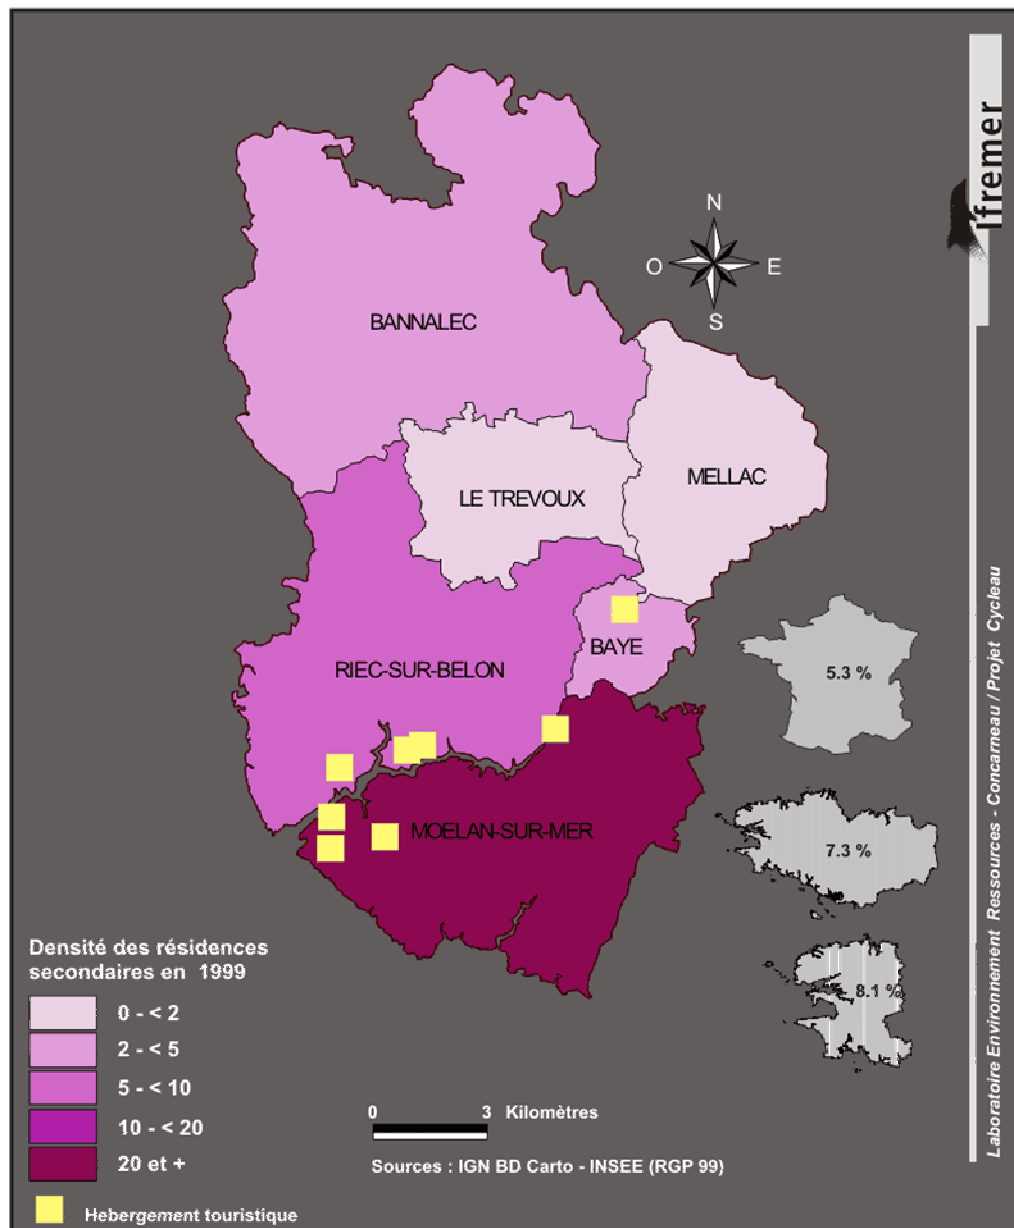 N
O E
S
BANNALEC
MELLAC
LE TREVOUX
BAYE
RIEC-SUR-BELON
MOELAN-SUR-MER
5.3 %
7.3 %
8.1 %
Densité des résidences
secondaires en 1999
0 - < 2
2 - < 5
5 - < 10
10 - < 20
20 et +
Hebergement touristique
0 3 Kilomètres
Sources : IGN BD Carto - INSEE (RGP 99)
Ifremer
Laboratoire Environnement Ressources - Concarneau / Projet Cycleau